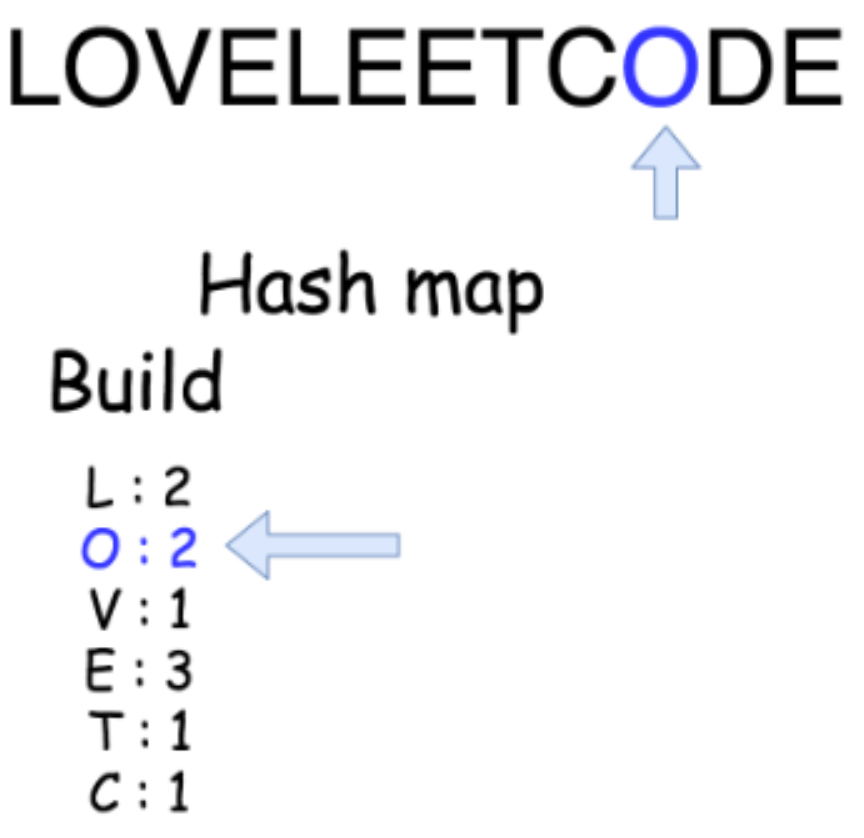 LOVELEETCODE
Hash map
Build
L : 2
O : 2
V : 1
E : 3
T : 1
C : 1